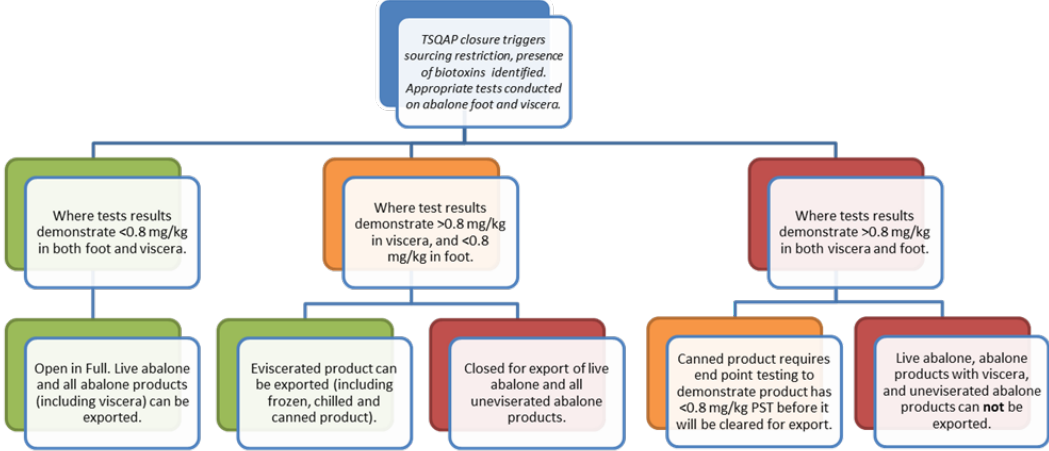 TSQAP closure triggers
sourcing restriction, presence
of biotoxins identified.
Appropriate tests conducted
on abalone foot and viscera.
Where tests results
demonstrate <0.8 mg/kg
in both foot and viscera.
Where test results
demonstrate >0.8 mg/kg
in viscera, and <0.8
mg/kg in foot.
Where tests results
demonstrate >0.8 mg/kg
in both viscera and foot.
Open in Full. Live abalone
and all abalone products
(including viscera) can be
exported.
Eviscerated product can
be exported (including
frozen, chilled and
canned product).
Closed for export of live
abalone and all
uneviserated abalone
products.
Canned product requires
end point testing to
demonstrate product has
<0.8 mg/kg PST before it
will be cleared for export.
Live abalone, abalone
products with viscera,
and uneviserated abalone
products can not be
exported.